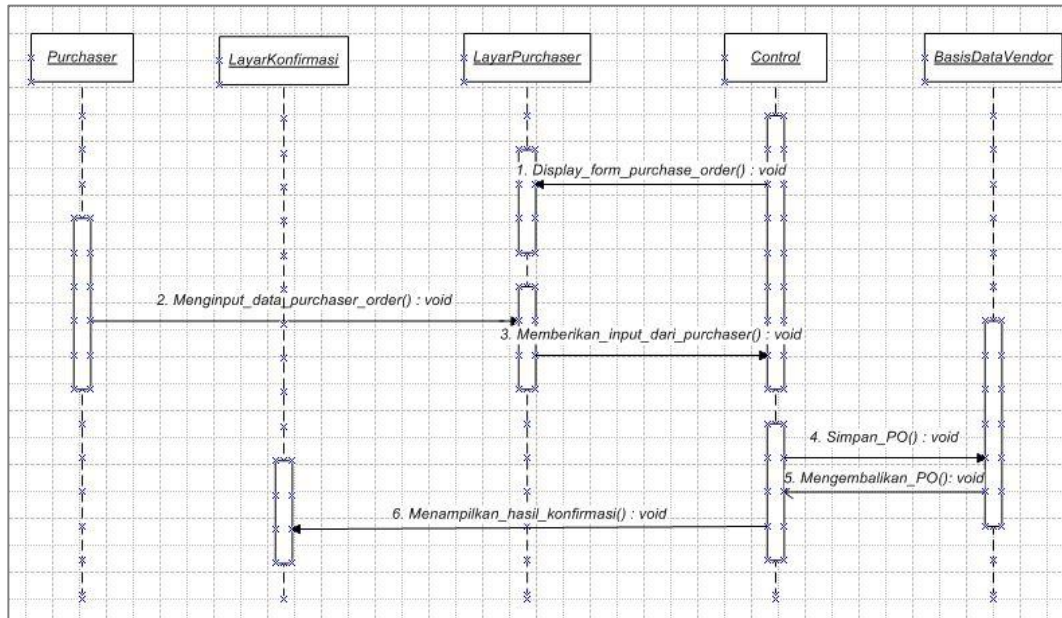 Purchaser
LayarKonfirmasi
LayarPurchaser
Control
BasisDataVendor
1. Display_form_purchase_order() : void
2. Menginput_data_purchaser_order() : void
3. Memberikan_input_dari_purchaser() : void
4. Simpan_PO() : void
5. Mengembalikan_PO(): void
6. Menampilkan_hasil_konfirmasi() : void